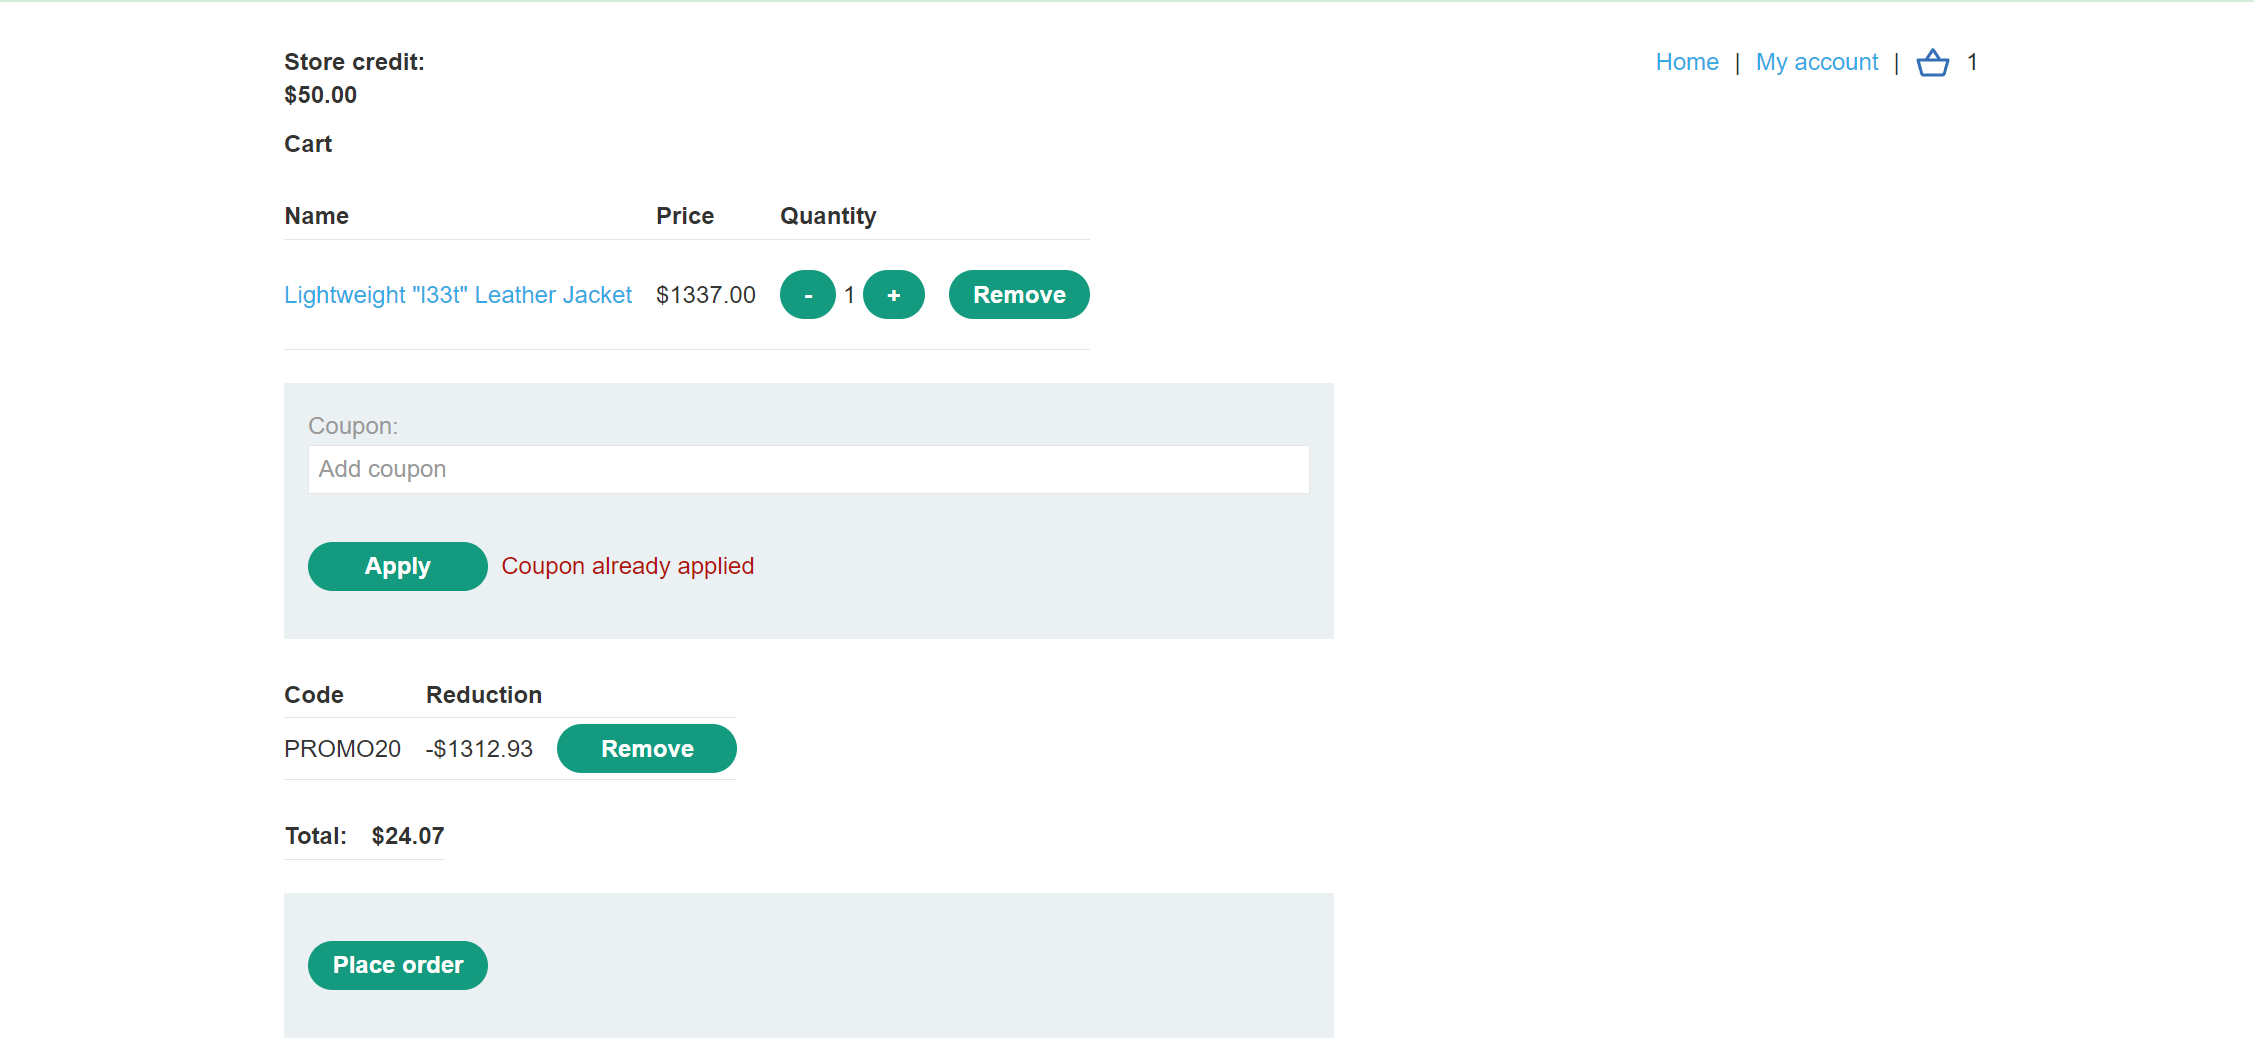 Store credit:
$50.00
Home | My account | 1
Cart
Name Price Quantity
Lightweight "l33t" Leather Jacket $1337.00 - 1 + Remove
Coupon:
Add coupon
Apply Coupon already applied
Code Reduction
PROMO20 -$1312.93 Remove
Total: $24.07
Place order